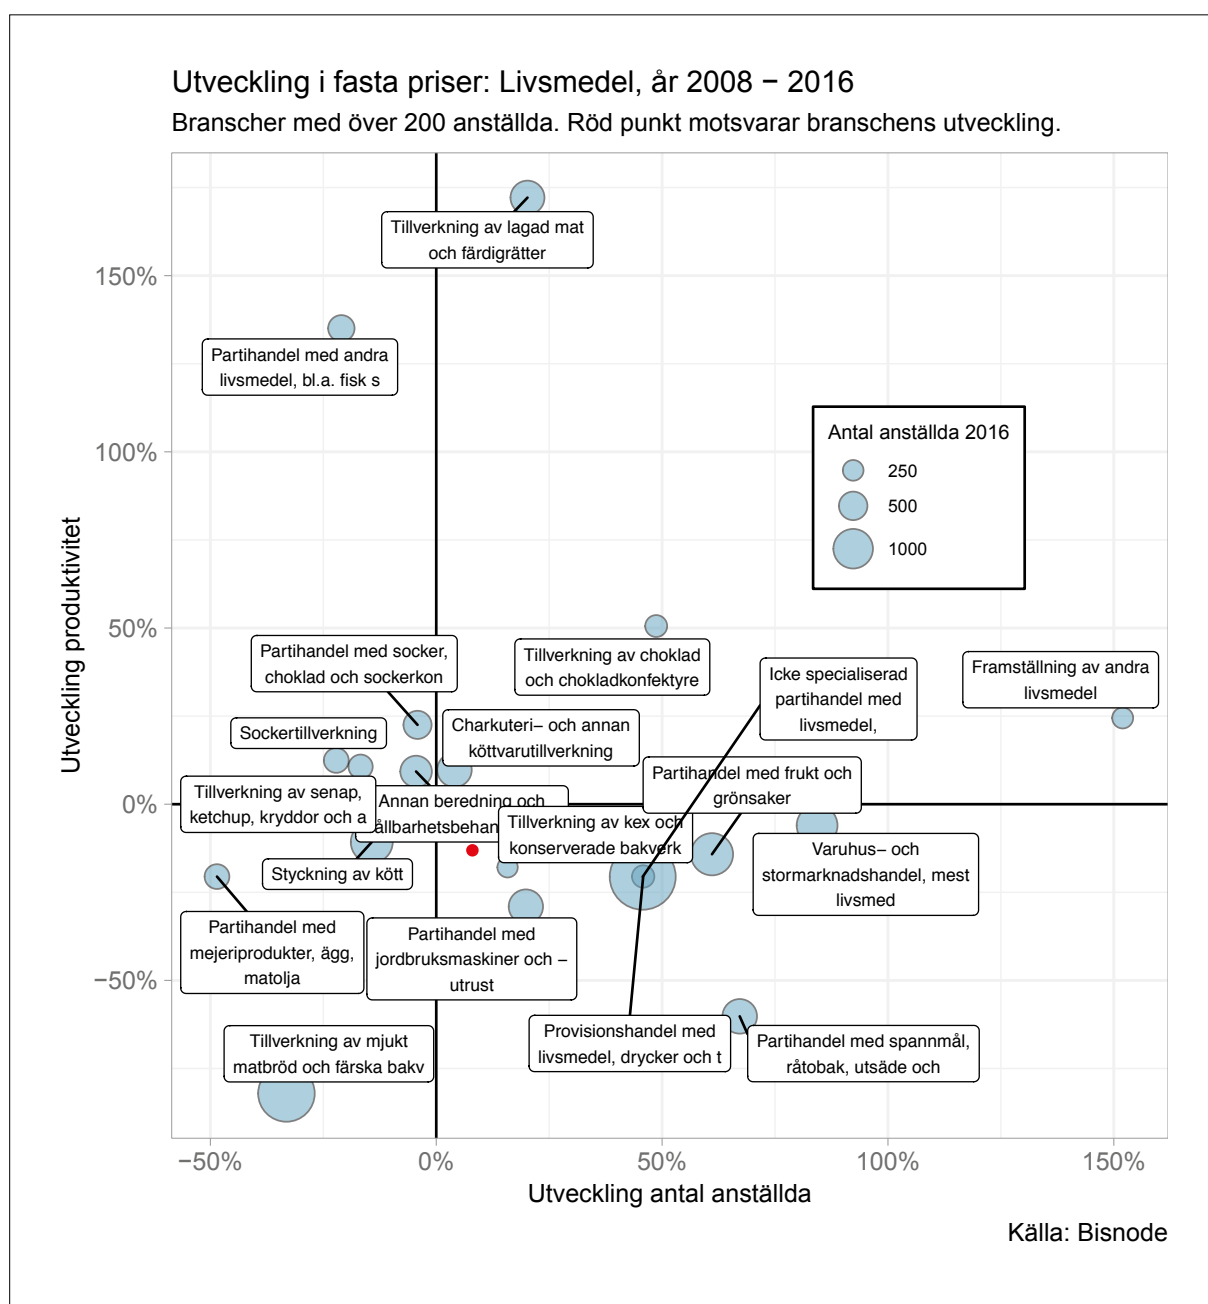 Utveckling i fasta priser: Livsmedel, år 2008 − 2016
Branscher med över 200 anställda. Röd punkt motsvarar branschens utveckling.
Tillverkning av lagad mat
och färdigrätter
150%
Partihandel med andra
livsmedel, bl.a. fisk s
100%
Antal anställda 2016
250
500
1000
Utveckling produktivitet
50%
Partihandel med socker,
choklad och sockerkon
Tillverkning av choklad
och chokladkonfektyre
Icke specialiserad
partihandel med
livsmedel,
Framställning av andra
livsmedel
Sockertillverkning
Charkuteri− och annan
köttvarutillverkning
Partihandel med frukt och
grönsaker
0%
Tillverkning av senap,
ketchup, kryddor och a
Annan beredning och
ållbarhetsbehan
Tillverkning av kex och
konserverade bakverk
Varuhus− och
stormarknadshandel, mest
livsmed
Styckning av kött
Partihandel med
mejeriprodukter, ägg,
matolja
Partihandel med
jordbruksmaskiner och −
utrust
−50%
Provisionshandel med
livsmedel, drycker och t
Partihandel med spannmål,
råtobak, utsäde och
Tillverkning av mjukt
matbröd och färska bakv
−50%
0%
50%
100%
150%
Utveckling antal anställda
Källa: Bisnode